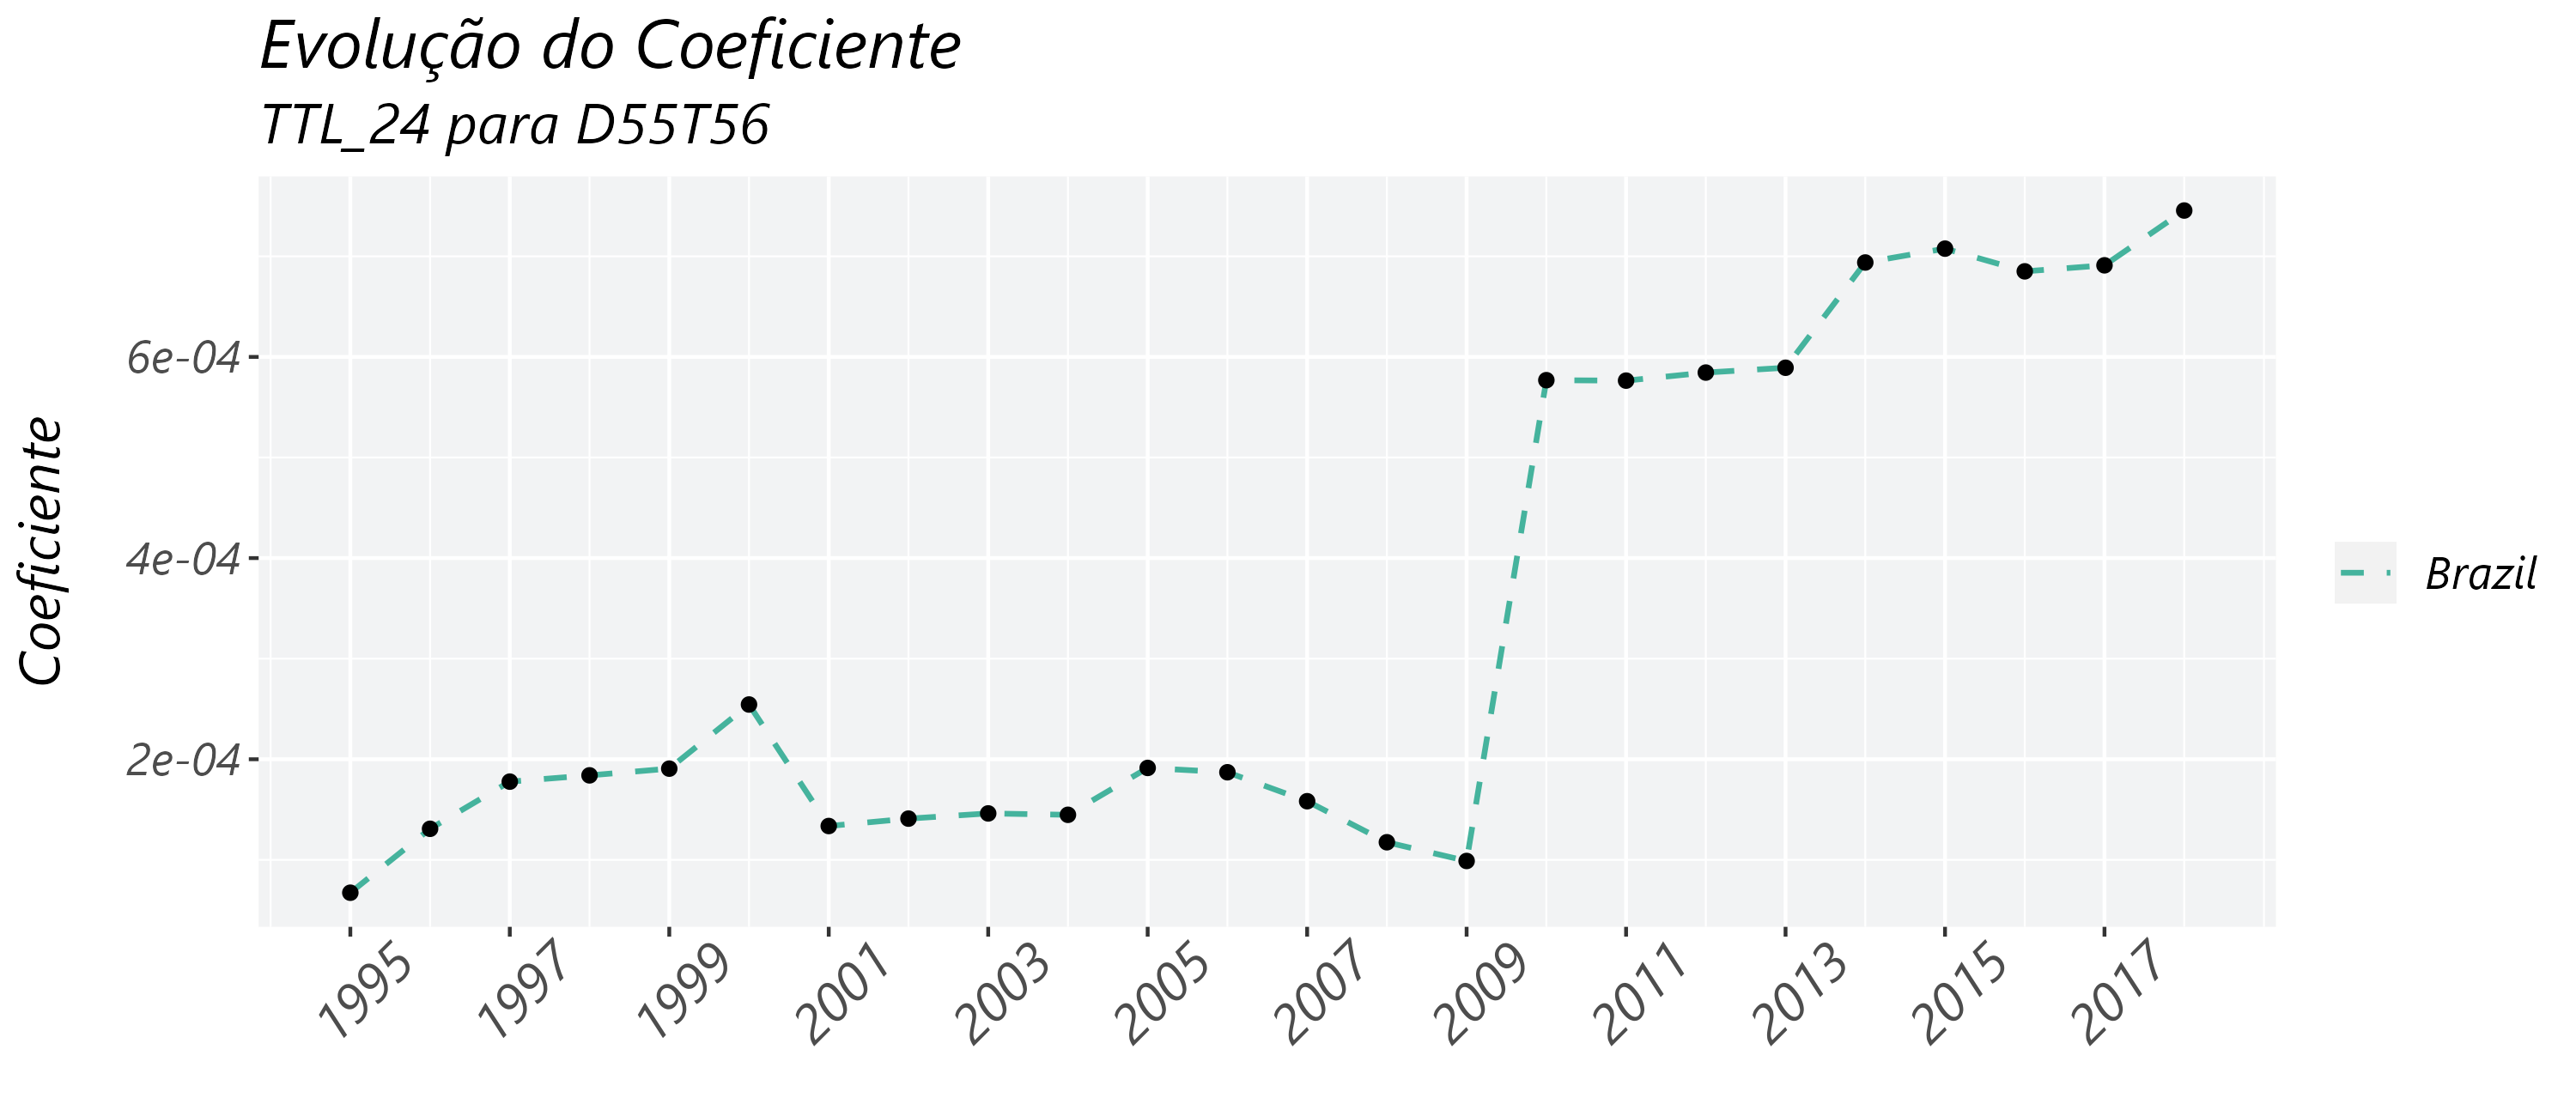 Evolução do Coeficiente
TTL_24 para D55T56
Coeficiente
6e-04
4e-04
2e-04
1995
1997
1999
2001
2003
2005
2007
2009
2011
2013
2015
2017
Brazil